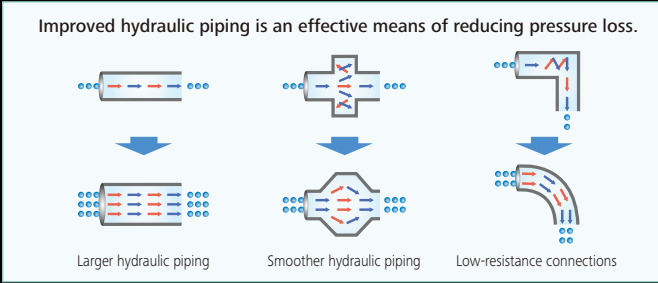 Improved hydraulic piping is an effective means of reducing pressure loss.
Larger hydraulic piping
Smoother hydraulic piping
Low-resistance connections